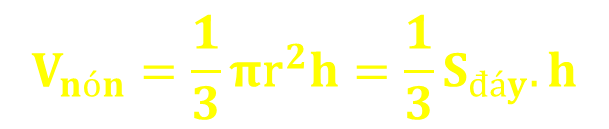 V_nón = 1/3 πr²h = 1/3 S_đáy. h